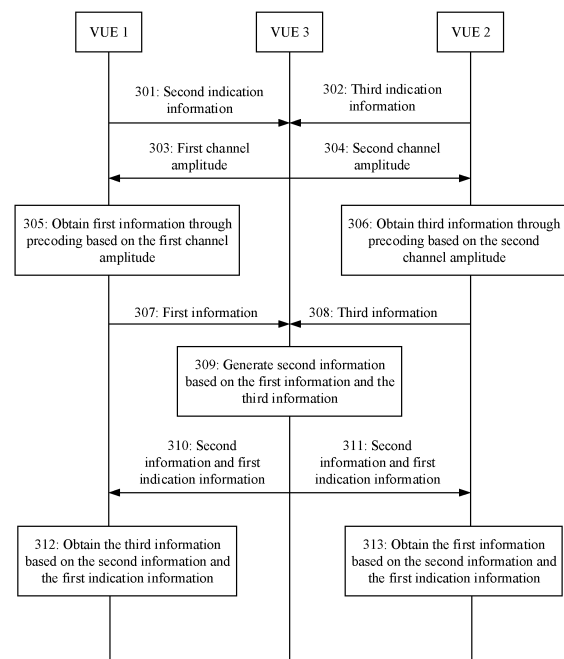 VUE 1
VUE 3
VUE 2
301: Second indication
information
302: Third indication
information
303: First channel
amplitude
304: Second channel
amplitude
305: Obtain first information through
precoding based on the first channel
amplitude
306: Obtain third information through
precoding based on the second
channel amplitude
307: First information
308: Third information
309: Generate second information
based on the first information and the
third information
310: Second
information and first
indication information
311: Second
information and first
indication information
312: Obtain the third information
based on the second information and
the first indication information
313: Obtain the first information
based on the second information and
the first indication information